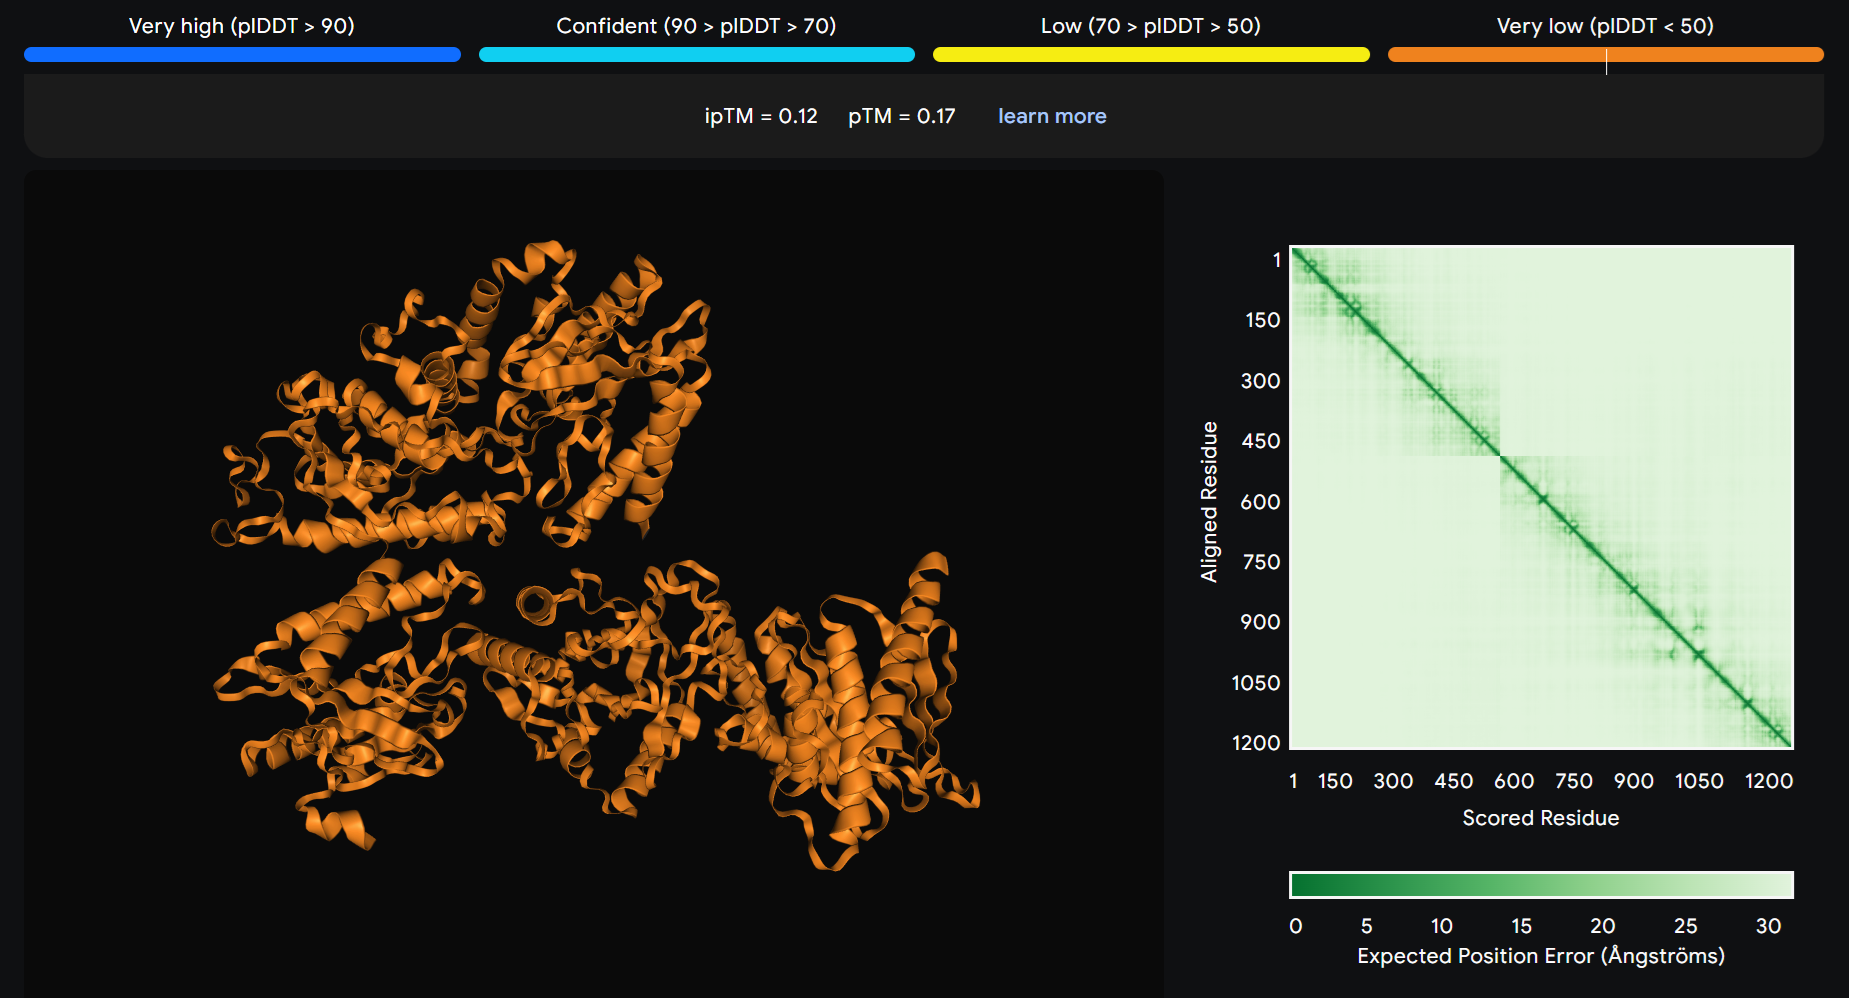 Very high (pIDDT > 90) Confident (90 > pIDDT > 70) Low (70 > pIDDT > 50) Very low (pIDDT < 50)
ipTM = 0.12 pTM = 0.17 learn more
Aligned Residue
1
150
300
450
600
750
900
1050
1200
1 150 300 450 600 750 900 1050 1200
Scored Residue
0 5 10 15 20 25 30
Expected Position Error (Ångströms)